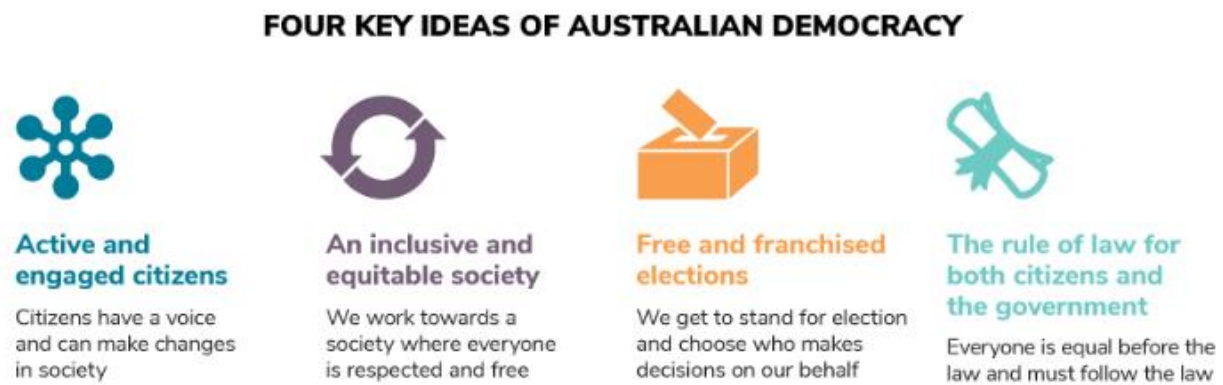 FOUR KEY IDEAS OF AUSTRALIAN DEMOCRACY
Active and
engaged citizens
Citizens have a voice
and can make changes
in society
An inclusive and
equitable society
We work towards a
society where everyone
is respected and free
Free and franchised
elections
We get to stand for election
and choose who makes
decisions on our behalf
The rule of law for
both citizens and
the government
Everyone is equal before the
law and must follow the law